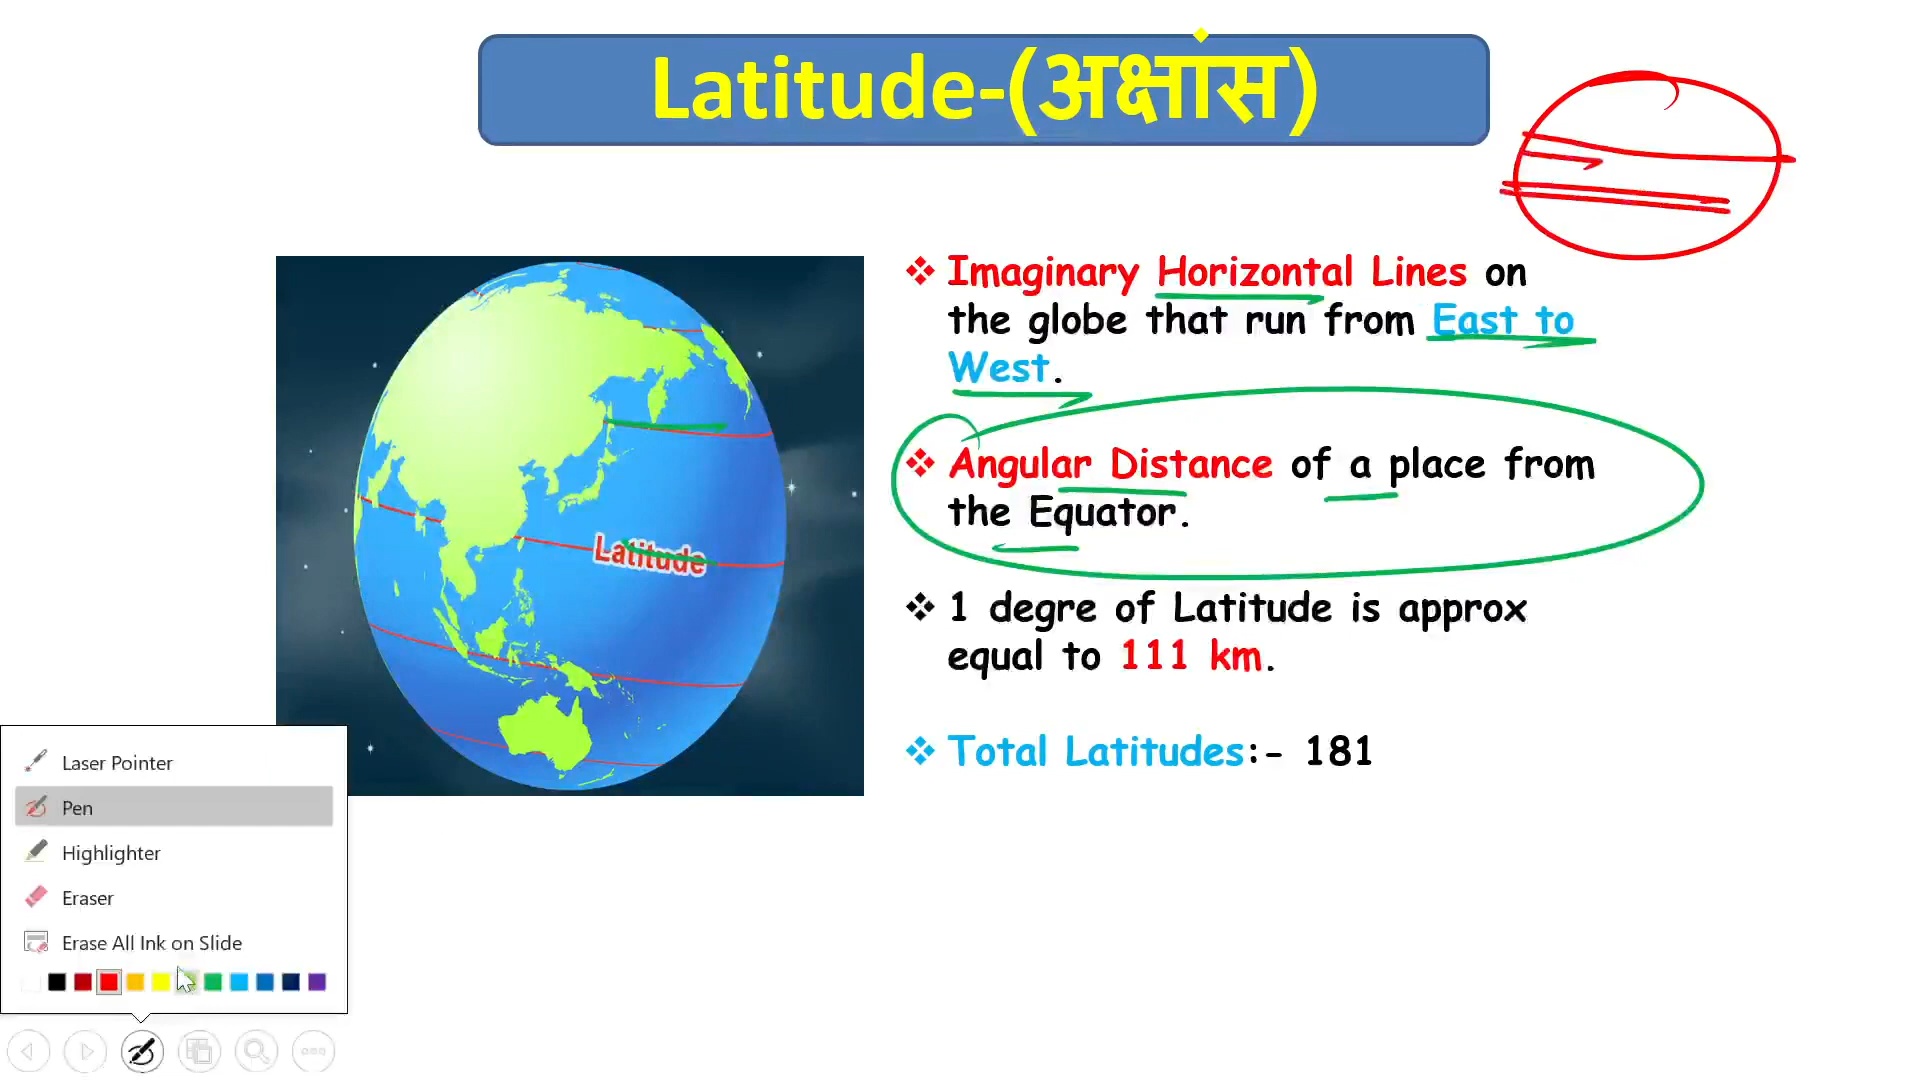 Latitude-(अक्षांस)
Imaginary Horizontal Lines on
the globe that run from East to
West.
Angular Distance of a place from
the Equator.
Latitude
1 degre of Latitude is approx
equal to 111 km.
Total Latitudes:- 181
Laser Pointer
Pen
Highlighter
Eraser
Erase All Ink on Slide